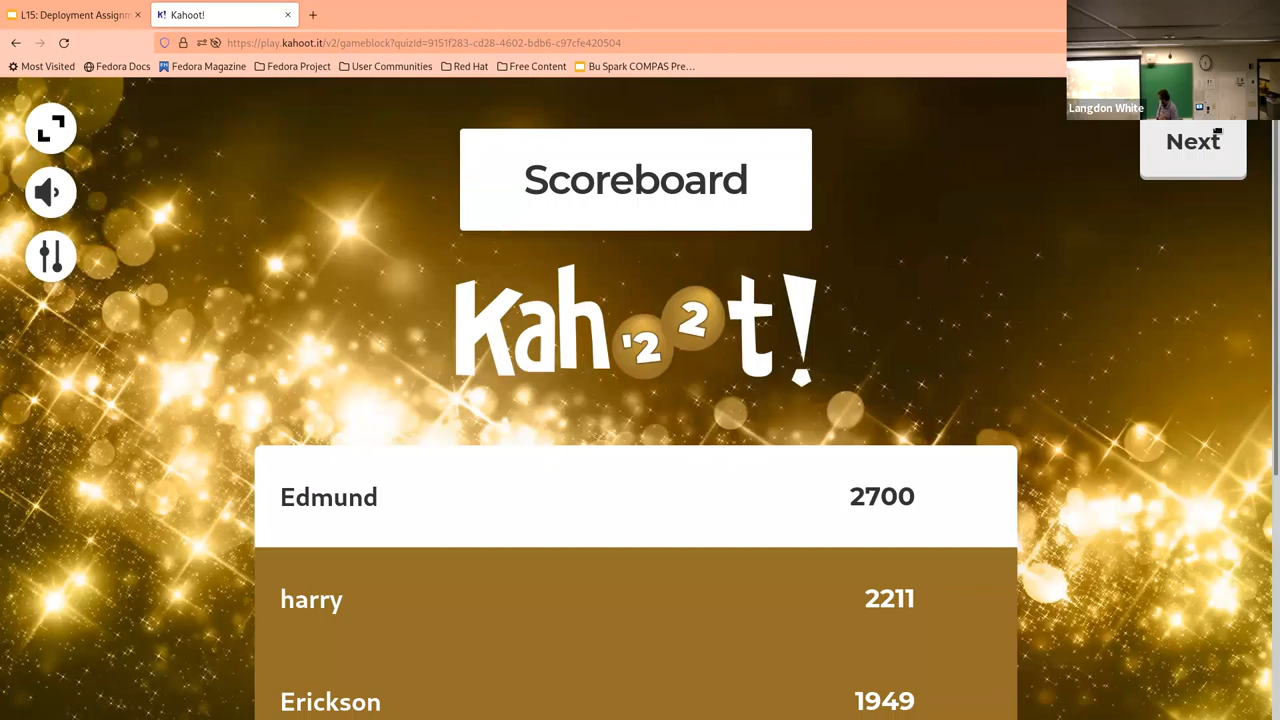 L15: Deployment Assignm
K! Kahoot!
https://play.kahoot.it/v2/gameblock?quizId=9151f283-cd28-4602-bdb6-c97cfe420504
Most Visited Fedora Docs Fedora Magazine Fedora Project User Communities Red Hat Free Content Bu Spark COMPAS Pre…
Langdon White
Next
Scoreboard
Kah'22t!
Edmund 2700
harry 2211
Erickson 1949